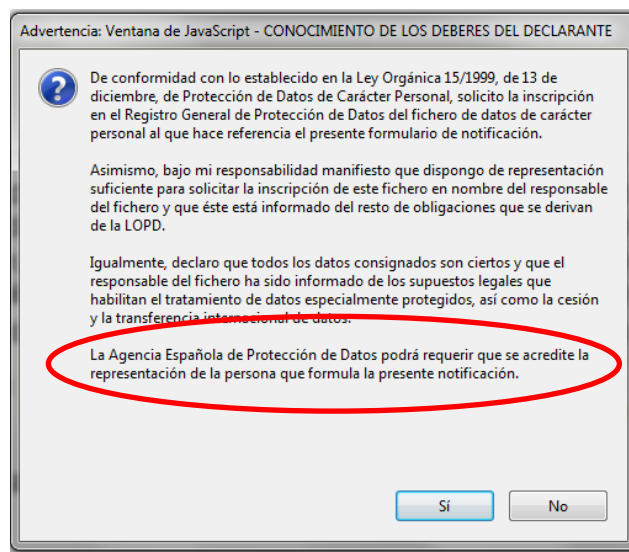 Advertencia: Ventana de JavaScript - CONOCIMIENTO DE LOS DEBERES DEL DECLARANTE
De conformidad con lo establecido en la Ley Orgánica 15/1999, de 13 de
diciembre, de Protección de Datos de Carácter Personal, solicito la inscripción
en el Registro General de Protección de Datos del fichero de datos de carácter
personal al que hace referencia el presente formulario de notificación.
Asimismo, bajo mi responsabilidad manifiesto que dispongo de representación
suficiente para solicitar la inscripción de este fichero en nombre del responsable
del fichero y que éste está informado del resto de obligaciones que se derivan
de la LOPD.
Igualmente, declaro que todos los datos consignados son ciertos y que el
responsable del fichero ha sido informado de los supuestos legales que
habilitan el tratamiento de datos especialmente protegidos, así como la cesión
y la transferencia internacional de datos.
La Agencia Española de Protección de Datos podrá requerir que se acredite la
representación de la persona que formula la presente notificación.
Sí
No